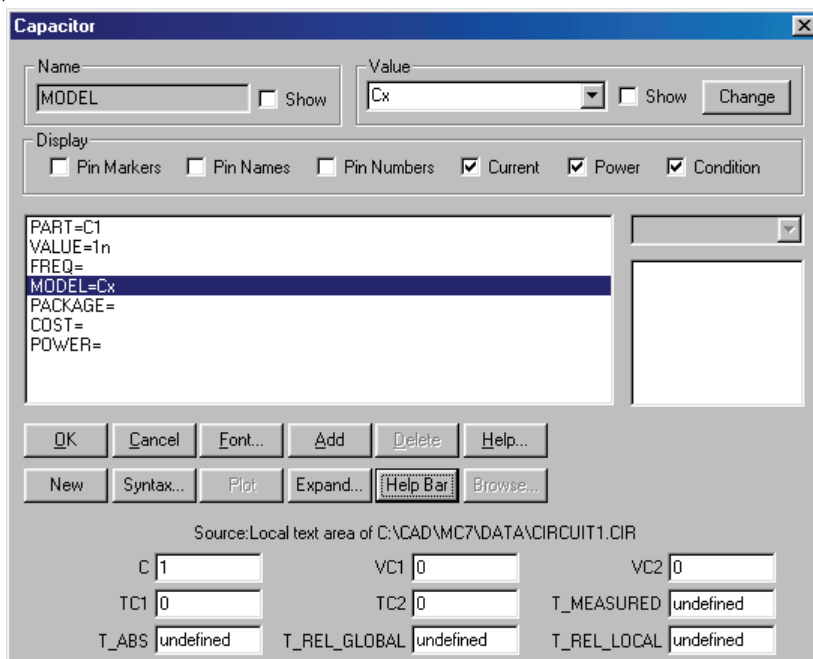 Capacitor
Name
MODEL
Show
Value
Cx
Show
Change
Display
Pin Markers Pin Names Pin Numbers Current Power Condition
PART=C1
VALUE=1n
FREQ=
MODEL=Cx
PACKAGE=
COST=
POWER=
OK Cancel Font... Add Delete Help...
New Syntax... Plot Expand... Help Bar Browse...
Source:Local text area of C:\CAD\MC7\DATA\CIRCUIT1.CIR
C 1 VC1 0 VC2 0
TC1 0 TC2 0 T_MEASURED undefined
T_ABS undefined T_REL_GLOBAL undefined T_REL_LOCAL undefined